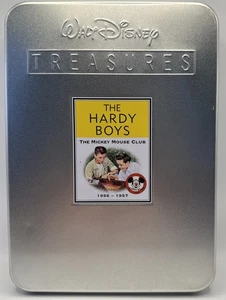 Walt Disney
TREASURES
THE
HARDY
BOYS
THE MICKEY MOUSE CLUB
1956 – 1957